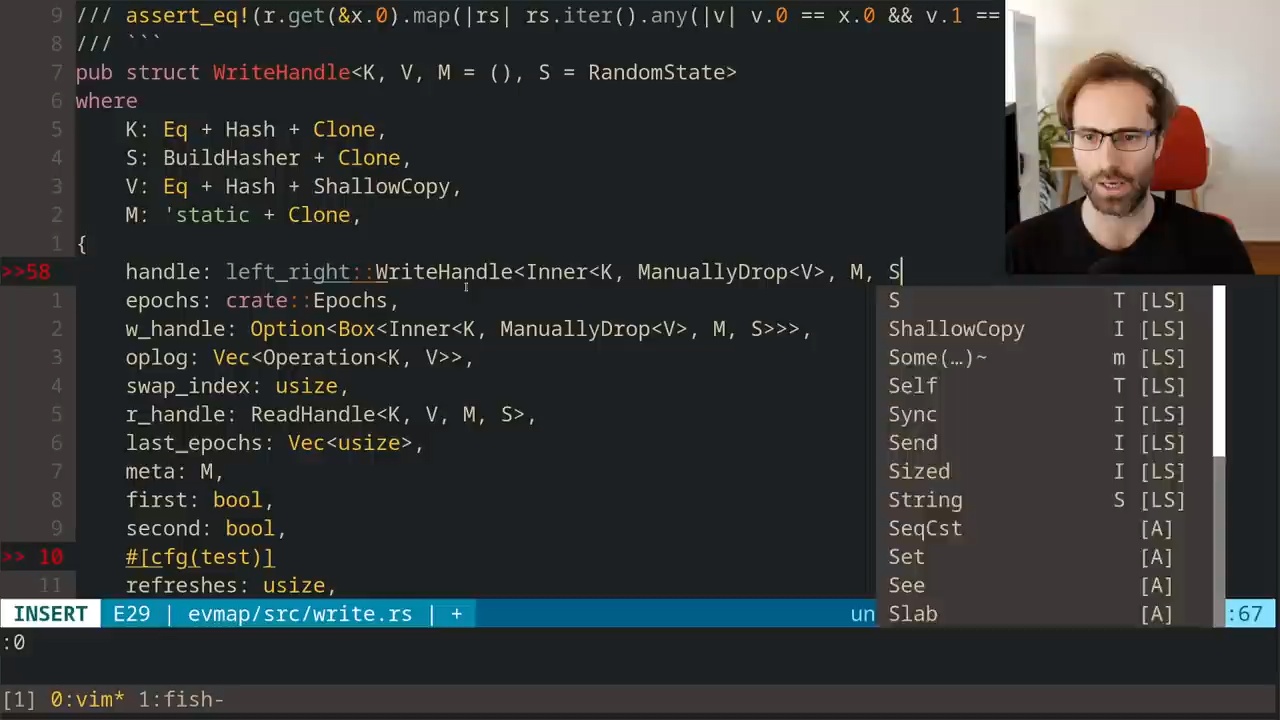 9 /// assert_eq!(r.get(&x.0).map(|rs| rs.iter().any(|v| v.0 == x.0 && v.1 ==
8 /// ```
7 pub struct WriteHandle<K, V, M = (), S = RandomState>
6 where
5 K: Eq + Hash + Clone,
4 S: BuildHasher + Clone,
3 V: Eq + Hash + ShallowCopy,
2 M: 'static + Clone,
1 {
>>58 handle: left_right::WriteHandle<Inner<K, ManuallyDrop<V>, M, S
1 epochs: crate::Epochs, S T [LS]
2 w_handle: Option<Box<Inner<K, ManuallyDrop<V>, M, S>>>, ShallowCopy I [LS]
3 oplog: Vec<Operation<K, V>>, Some(…)~ m [LS]
4 swap_index: usize, Self T [LS]
5 r_handle: ReadHandle<K, V, M, S>, Sync I [LS]
6 last_epochs: Vec<usize>, Send I [LS]
7 meta: M, Sized I [LS]
8 first: bool, String S [LS]
9 second: bool, SeqCst [A]
>> 10 #[cfg(test)] Set [A]
11 refreshes: usize, See [A]
INSERT E29 | evmap/src/write.rs | + un Slab [A] :67
:0
[1] 0:vim* 1:fish-